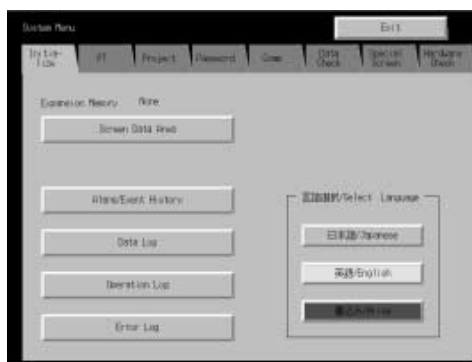 System Menu
Exit
Initia-
lize
PT
Project
Password
Comm
Data
Check
Special
Screen
Hardware
Check
Expansion Memory None
Screen Data Area
Alarm/Event History
言語選択/Select Language
Data Log
日本語/Japanese
英語/English
Operation Log
Error Log